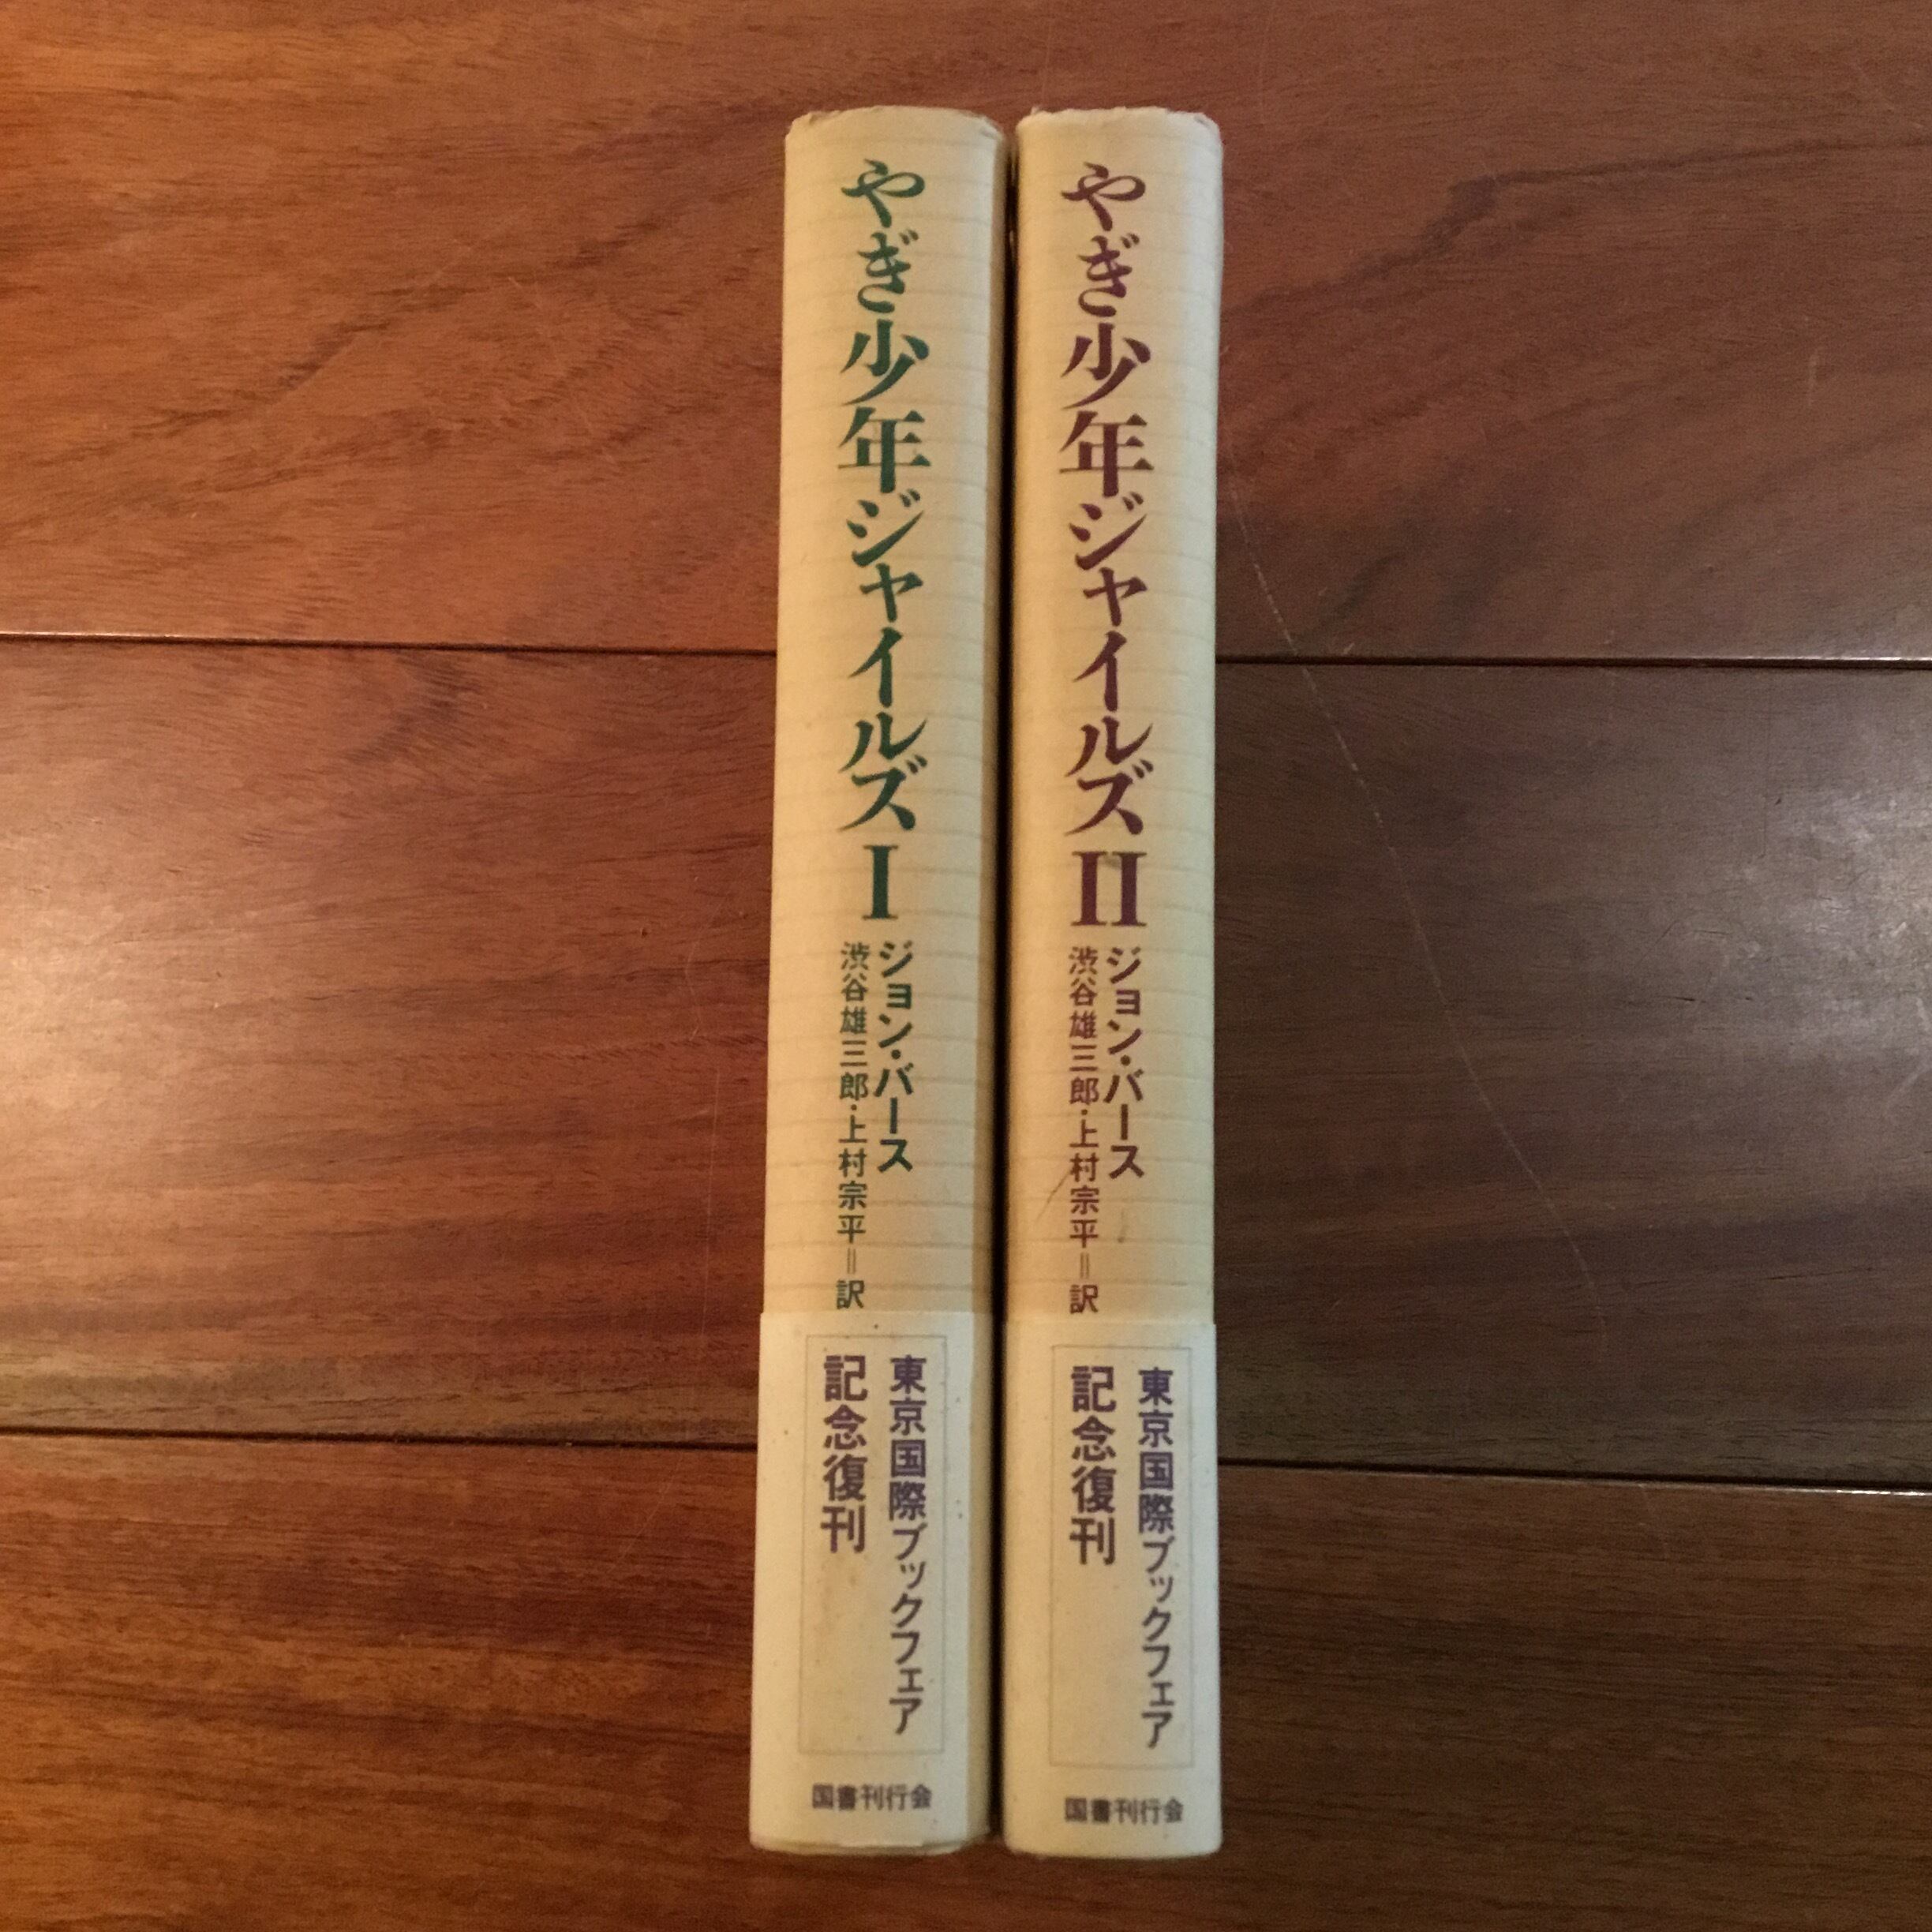 やぎ少年ジャイルズ I
ジョン・バース
渋谷雄三郎・上村宗平=訳
東京国際ブックフェア
記念復刊
国書刊行会
やぎ少年ジャイルズ II
ジョン・バース
渋谷雄三郎・上村宗平=訳
東京国際ブックフェア
記念復刊
国書刊行会